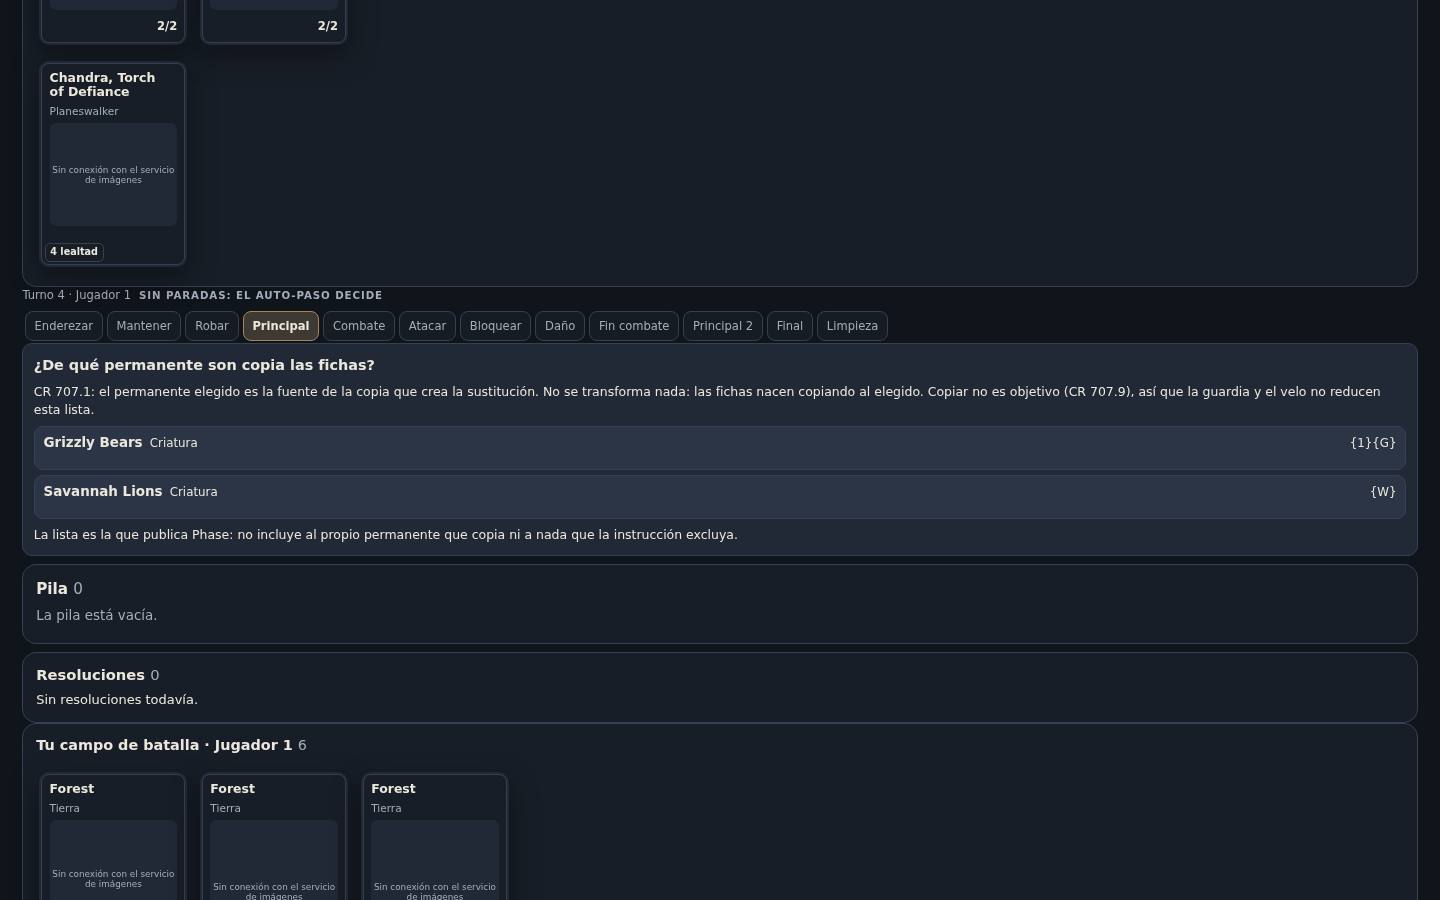 2/2
2/2
Chandra, Torch
of Defiance
Planeswalker
Sin conexión con el servicio
de imágenes
4 lealtad
Turno 4 · Jugador 1 SIN PARADAS: EL AUTO-PASO DECIDE
Enderezar Mantener Robar Principal Combate Atacar Bloquear Daño Fin combate Principal 2 Final Limpieza
¿De qué permanente son copia las fichas?
CR 707.1: el permanente elegido es la fuente de la copia que crea la sustitución. No se transforma nada: las fichas nacen copiando al elegido. Copiar no es objetivo (CR 707.9), así que la guardia y el velo no reducen
esta lista.
Grizzly Bears Criatura {1}{G}
Savannah Lions Criatura {W}
La lista es la que publica Phase: no incluye al propio permanente que copia ni a nada que la instrucción excluya.
Pila 0
La pila está vacía.
Resoluciones 0
Sin resoluciones todavía.
Tu campo de batalla · Jugador 1 6
Forest Forest Forest
Tierra Tierra Tierra
Sin conexión con el servicio
de imágenes
Sin conexión con el servicio
de imágenes
Sin conexión con el servicio
de imágenes